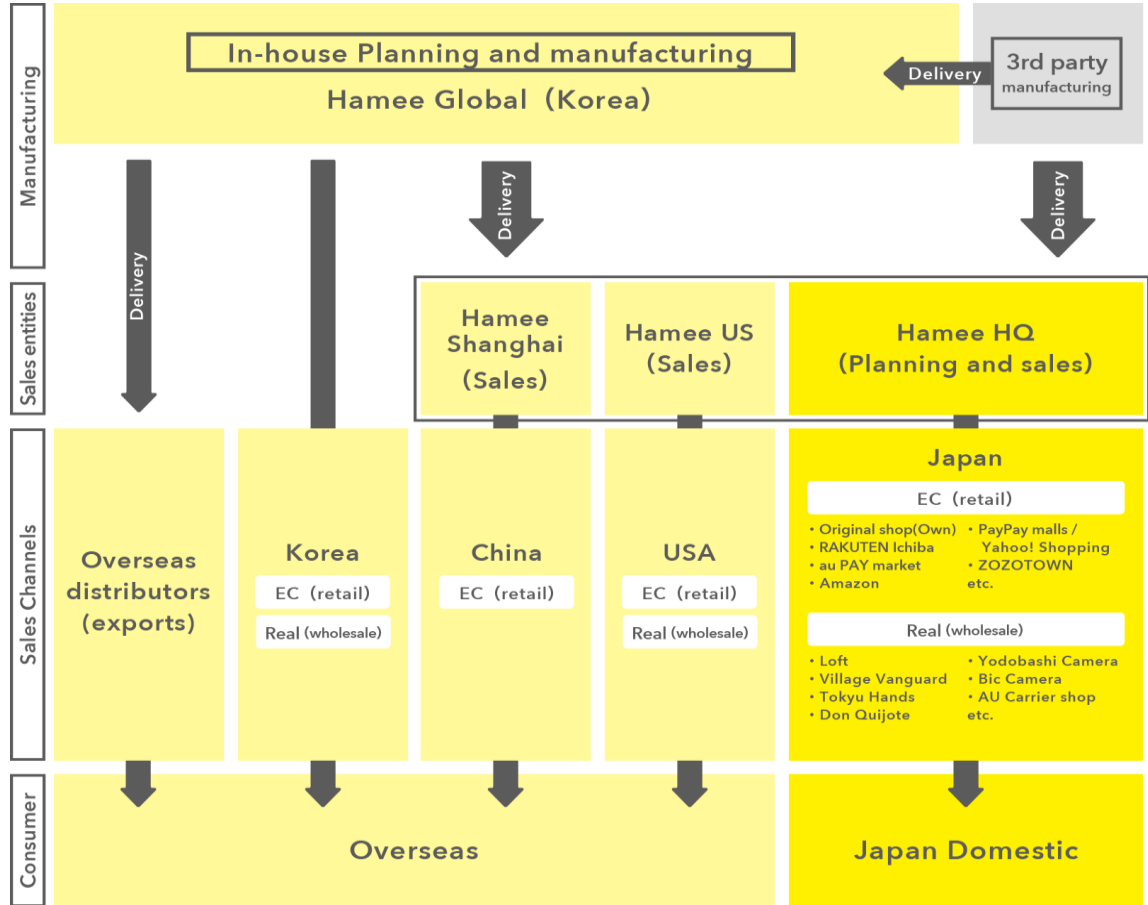 Manufacturing
In-house Planning and manufacturing
Hamee Global（Korea）
Delivery
3rd party
manufacturing
Delivery
Delivery
Delivery
Sales entities
Hamee
Shanghai
（Sales）
Hamee US
（Sales）
Hamee HQ
（Planning and sales）
Sales Channels
Overseas
distributors
(exports)
Korea
EC（retail）
Real（wholesale）
China
EC（retail）
USA
EC（retail）
Real（wholesale）
Japan
EC（retail）
・Original shop(Own)
・RAKUTEN Ichiba
・au PAY market
・Amazon
・PayPay malls /
Yahoo! Shopping
・ZOZOTOWN
etc.
Real（wholesale）
・Loft
・Village Vanguard
・Tokyu Hands
・Don Quijote
・Yodobashi Camera
・Bic Camera
・AU Carrier shop
etc.
Consumer
Overseas
Japan Domestic